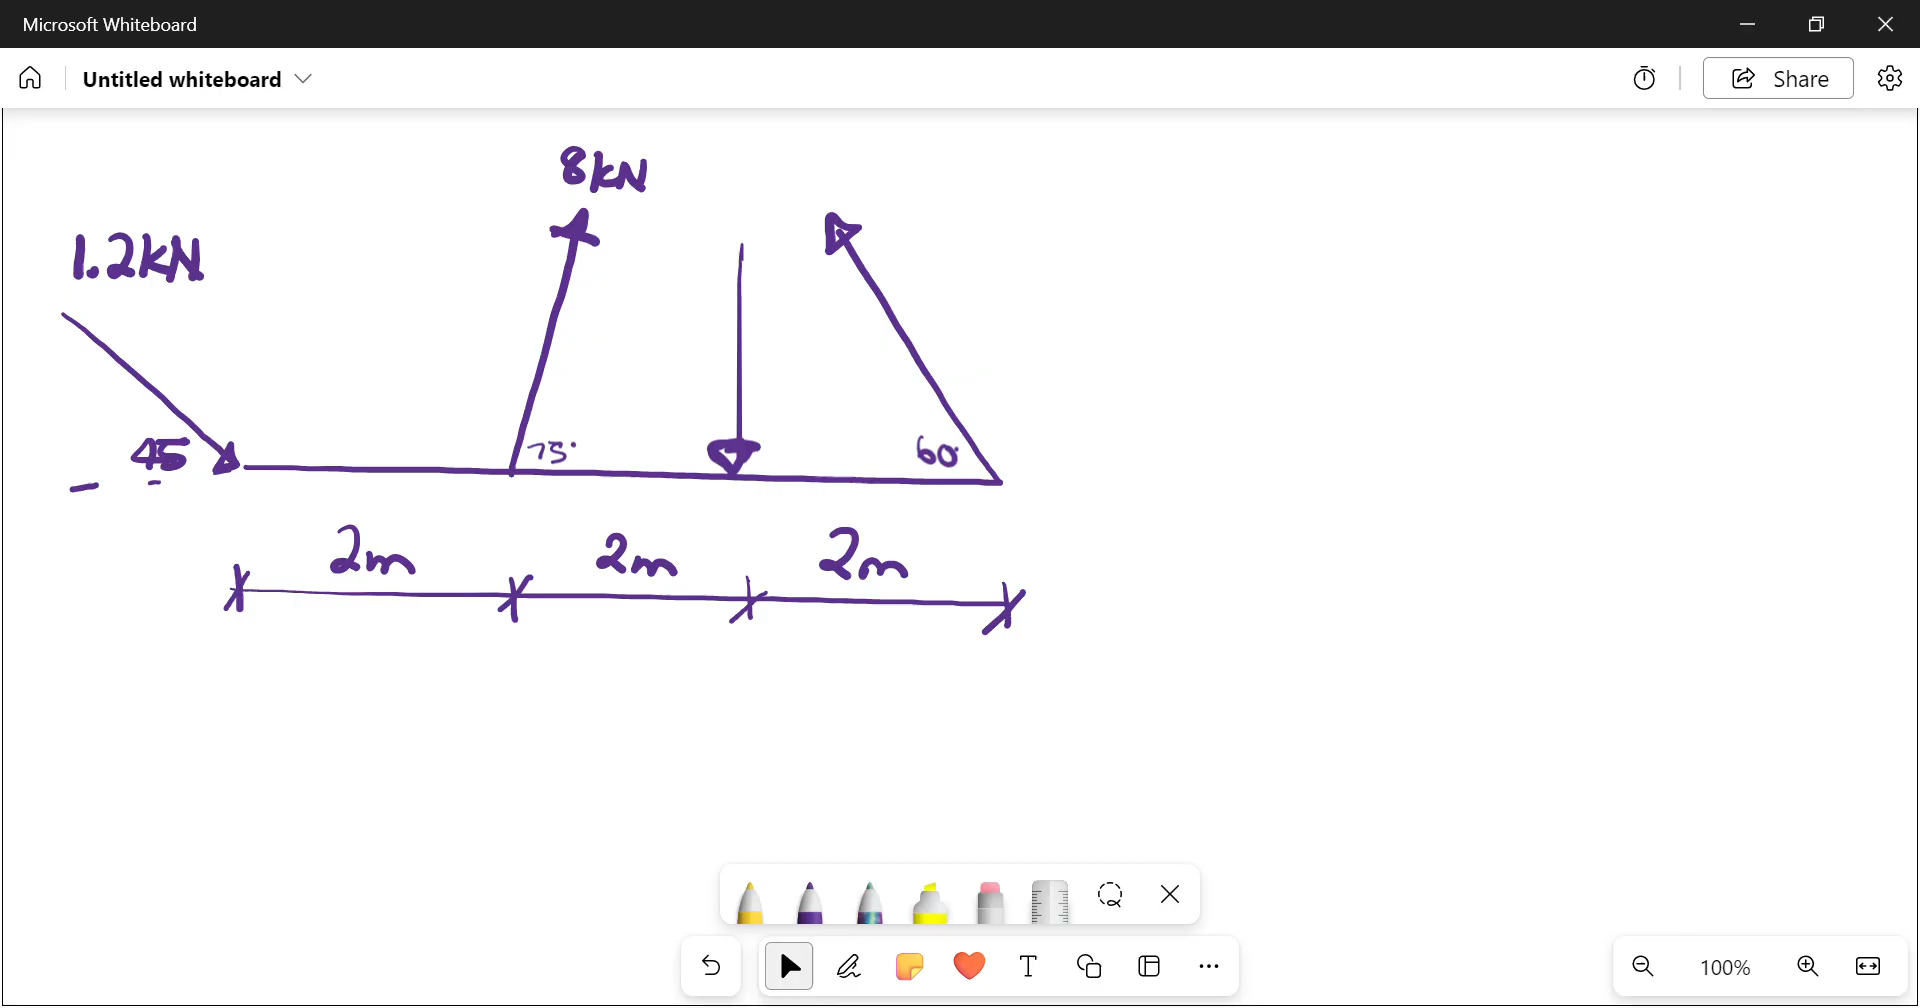 Microsoft Whiteboard
Untitled whiteboard
Share
8kN
1.2kN
45
75°
60°
2m 2m 2m
100%